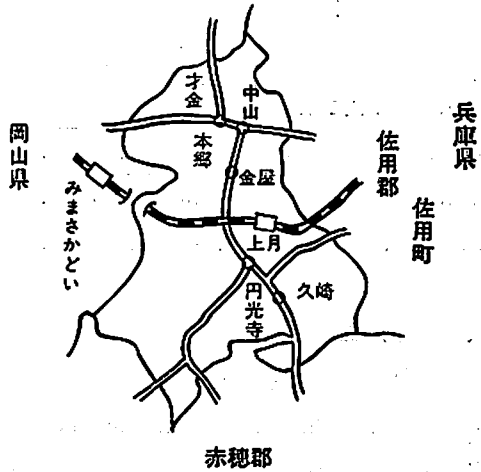 兵庫県
佐用郡
佐用町
岡山県
才金
中山
本郷
金屋
みまさかどい
上月
久崎
円光寺
赤穂郡